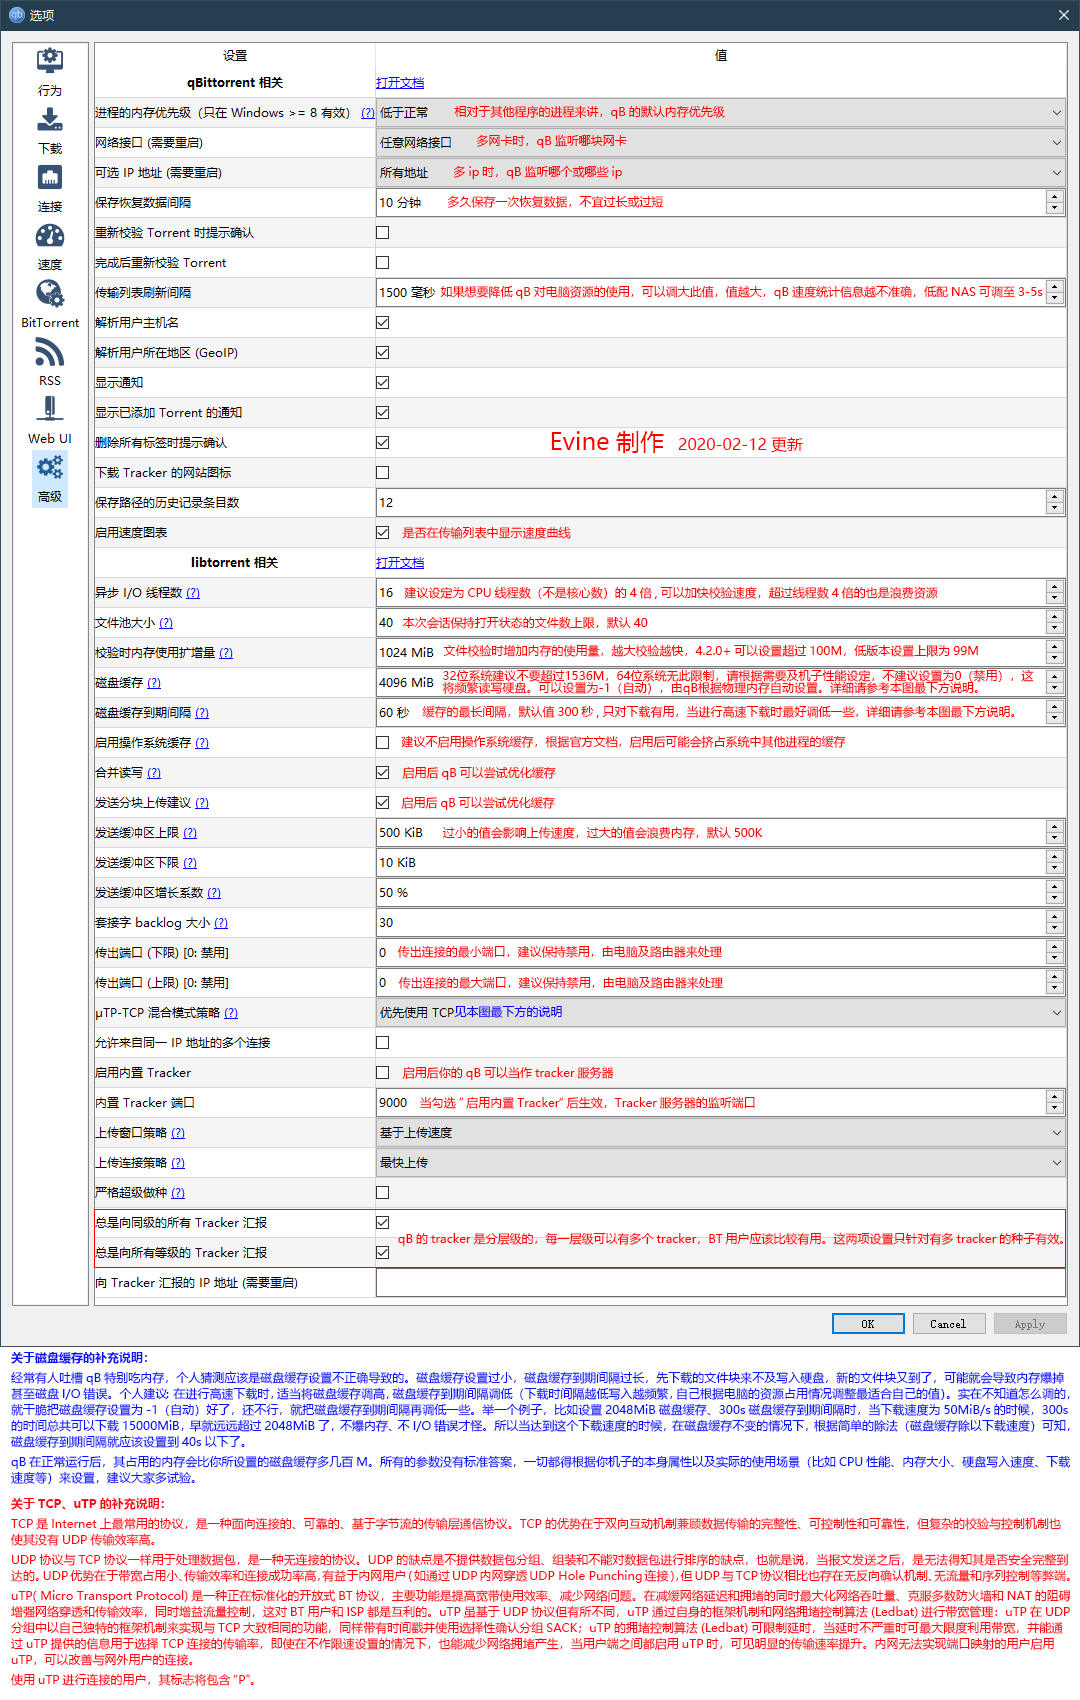 选项
行为
下载
连接
速度
BitTorrent
RSS
Web UI
高级
设置 值
qBittorrent 相关 打开文档
进程的内存优先级（只在 Windows >= 8 有效） (?) 低于正常 相对于其他程序的进程来讲，qB 的默认内存优先级
网络接口 (需要重启) 任意网络接口 多网卡时，qB 监听哪块网卡
可选 IP 地址 (需要重启) 所有地址 多 ip 时，qB 监听哪个或哪些 ip
保存恢复数据间隔 10 分钟 多久保存一次恢复数据，不宜过长或过短
重新校验 Torrent 时提示确认
完成后重新校验 Torrent
传输列表刷新间隔 1500 毫秒 如果想要降低 qB 对电脑资源的使用，可以调大此值，值越大，qB 速度统计信息越不准确，低配 NAS 可调至 3-5s
解析用户主机名
解析用户所在地区 (GeoIP)
显示通知
显示已添加 Torrent 的通知
删除所有标签时提示确认 Evine 制作 2020-02-12 更新
下载 Tracker 的网站图标
保存路径的历史记录条目数 12
启用速度图表 是否在传输列表中显示速度曲线
libtorrent 相关 打开文档
异步 I/O 线程数 (?) 16 建议设定为 CPU 线程数（不是核心数）的 4 倍，可以加快校验速度，超过线程数 4 倍的也是浪费资源
文件池大小 (?) 40 本次会话保持打开状态的文件数上限，默认 40
校验时内存使用扩增量 (?) 1024 MiB 文件校验时增加内存的使用量，越大校验越快，4.2.0+ 可以设置超过 100M，低版本设置上限为 99M
磁盘缓存 (?) 4096 MiB 32位系统建议不要超过1536M，64位系统无此限制，请根据需要及机子性能设定，不建议设置为0（禁用），这
将频繁读写硬盘。可以设置为-1（自动），由qB根据物理内存自动设置。详细请参考本图最下方说明。
磁盘缓存到期间隔 (?) 60 秒 缓存的最长间隔，默认值 300 秒，只对下载有用，当进行高速下载时最好调低一些，详细请参考本图最下方说明。
启用操作系统缓存 (?) 建议不启用操作系统缓存，根据官方文档，启用后可能会挤占系统中其他进程的缓存
合并读写 (?) 启用后 qB 可以尝试优化缓存
发送分块上传建议 (?) 启用后 qB 可以尝试优化缓存
发送缓冲区上限 (?) 500 KiB 过小的值会影响上传速度，过大的值会浪费内存，默认 500K
发送缓冲区下限 (?) 10 KiB
发送缓冲区增长系数 (?) 50 %
套接字 backlog 大小 (?) 30
传出端口 (下限) [0: 禁用] 0 传出连接的最小端口，建议保持禁用，由电脑及路由器来处理
传出端口 (上限) [0: 禁用] 0 传出连接的最大端口，建议保持禁用，由电脑及路由器来处理
μTP-TCP 混合模式策略 (?) 优先使用 TCP 见本图最下方的说明
允许来自同一 IP 地址的多个连接
启用内置 Tracker 启用后你的 qB 可以当作 tracker 服务器
内置 Tracker 端口 9000 当勾选 " 启用内置 Tracker" 后生效，Tracker 服务器的监听端口
上传窗口策略 (?) 基于上传速度
上传连接策略 (?) 最快上传
严格超级做种 (?)
总是向同级的所有 Tracker 汇报
qB 的 tracker 是分层级的，每一层级可以有多个 tracker，BT 用户应该比较有用。这两项设置只针对有多 tracker 的种子有效。
总是向所有等级的 Tracker 汇报
向 Tracker 汇报的 IP 地址 (需要重启)
OK Cancel Apply
关于磁盘缓存的补充说明：
经常有人吐槽 qB 特别吃内存，个人猜测应该是磁盘缓存设置不正确导致的。磁盘缓存设置过小，磁盘缓存到期间隔过长，先下载的文件块来不及写入硬盘，新的文件块又到了，可能就会导致内存爆掉
甚至磁盘 I/O 错误。个人建议：在进行高速下载时，适当将磁盘缓存调高，磁盘缓存到期间隔调低（下载时间隔越低写入越频繁，自己根据电脑的资源占用情况调整最适合自己的值）。实在不知道怎么调的，
就干脆把磁盘缓存设置为 -1（自动）好了，还不行，就把磁盘缓存到期间隔再调低一些。举一个例子，比如设置 2048MiB 磁盘缓存、300s 磁盘缓存到期间隔时，当下载速度为 50MiB/s 的时候，300s
的时间总共可以下载 15000MiB，早就远远超过 2048MiB 了，不爆内存、不 I/O 错误才怪。所以当达到这个下载速度的时候，在磁盘缓存不变的情况下，根据简单的除法（磁盘缓存除以下载速度）可知，
磁盘缓存到期间隔就应该设置到 40s 以下了。
qB 在正常运行后，其占用的内存会比你所设置的磁盘缓存多几百 M。所有的参数没有标准答案，一切都得根据你机子的本身属性以及实际的使用场景（比如 CPU 性能、内存大小、硬盘写入速度、下载
速度等）来设置，建议大家多试验。
关于 TCP、uTP 的补充说明：
TCP 是 Internet 上最常用的协议，是一种面向连接的、可靠的、基于字节流的传输层通信协议。TCP 的优势在于双向互动机制兼顾数据传输的完整性、可控制性和可靠性，但复杂的校验与控制机制也
使其没有 UDP 传输效率高。
UDP 协议与 TCP 协议一样用于处理数据包，是一种无连接的协议。UDP 的缺点是不提供数据包分组、组装和不能对数据包进行排序的缺点，也就是说，当报文发送之后，是无法得知其是否安全完整到
达的。UDP 优势在于带宽占用小、传输效率和连接成功率高，有益于内网用户（如通过 UDP 内网穿透 UDP Hole Punching 连接），但 UDP 与 TCP 协议相比也存在无反向确认机制、无流量和序列控制等弊端。
uTP( Micro Transport Protocol) 是一种正在标准化的开放式 BT 协议，主要功能是提高宽带使用效率、减少网络问题。在减缓网络延迟和拥堵的同时最大化网络吞吐量、克服多数防火墙和 NAT 的阻碍
增强网络穿透和传输效率，同时增益流量控制，这对 BT 用户和 ISP 都是互利的。uTP 虽基于 UDP 协议但有所不同，uTP 通过自身的框架机制和网络拥堵控制算法 (Ledbat) 进行带宽管理：uTP 在 UDP
分组中以自己独特的框架机制来实现与 TCP 大致相同的功能，同样带有时间戳并使用选择性确认分组 SACK；uTP 的拥堵控制算法 (Ledbat) 可限制延时，当延时不严重时可最大限度利用带宽，并能通
过 uTP 提供的信息用于选择 TCP 连接的传输率，即使在不作限速设置的情况下，也能减少网络拥堵产生，当用户端之间都启用 uTP 时，可见明显的传输速率提升。内网无法实现端口映射的用户启用
uTP，可以改善与网外用户的连接。
使用 uTP 进行连接的用户，其标志将包含 "P"。